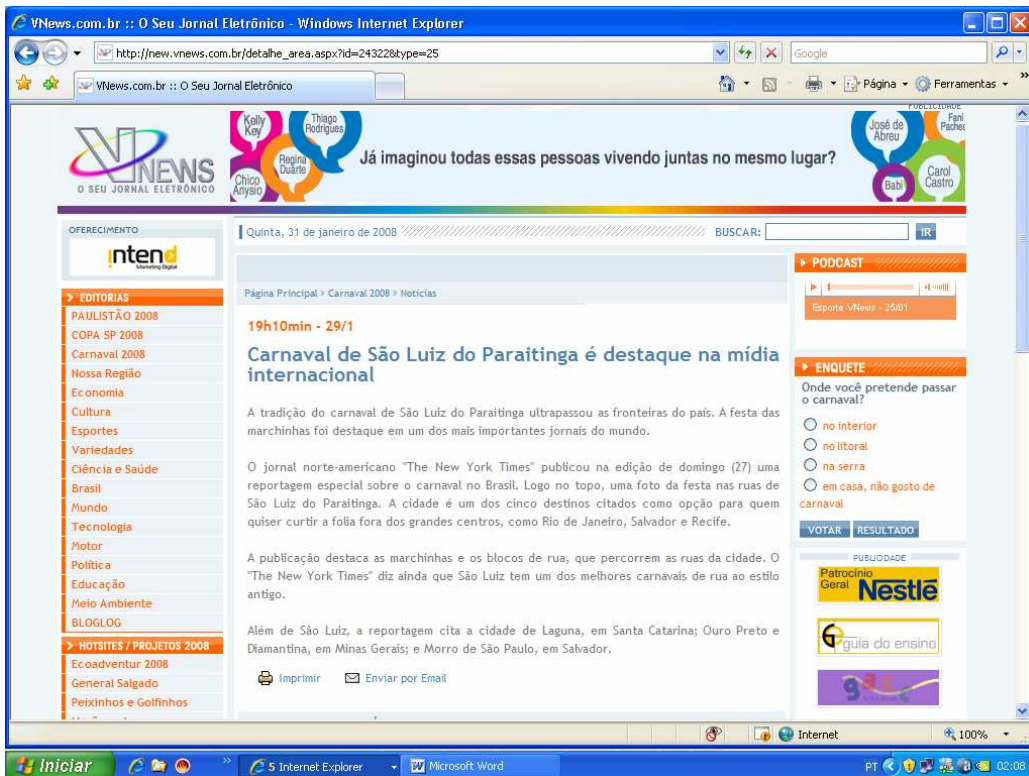 VNews.com.br :: O Seu Jornal Eletrônico - Windows Internet Explorer
http://new.vnews.com.br/detalhe_area.aspx?id=24322&type=25
Google
VNews.com.br :: O Seu Jornal Eletrônico
Página
Ferramentas
PUBLICIDADE
VNEWS
O SEU JORNAL ELETRÔNICO
Kelly Key
Thiago Rodrigues
Regina Duarte
Chico Anysio
Já imaginou todas essas pessoas vivendo juntas no mesmo lugar?
José de Abreu
Fani
Babi
Carol Castro
OFERECIMENTO
intend
Marketing Digital
Quinta, 31 de janeiro de 2008
BUSCAR:
IR
EDITORIAS
PAULISTÃO 2008
COPA SP 2008
Carnaval 2008
Nossa Região
Economia
Cultura
Esportes
Variedades
Ciência e Saúde
Brasil
Mundo
Tecnologia
Motor
Política
Educação
Meio Ambiente
BLOGLOG
HOTSITES / PROJETOS 2008
Ecoadventur 2008
General Salgado
Peixinhos e Golfinhos
Página Principal > Carnaval 2008 > Notícias
19h10min - 29/1
Carnaval de São Luiz do Paraitinga é destaque na mídia
internacional
A tradição do carnaval de São Luiz do Paraitinga ultrapassou as fronteiras do país. A festa das
marchinhas foi destaque em um dos mais importantes jornais do mundo.
O jornal norte-americano "The New York Times" publicou na edição de domingo (27) uma
reportagem especial sobre o carnaval no Brasil. Logo no topo, uma foto da festa nas ruas de
São Luiz do Paraitinga. A cidade é um dos cinco destinos citados como opção para quem
quiser curtir a folia fora dos grandes centros, como Rio de Janeiro, Salvador e Recife.
A publicação destaca as marchinhas e os blocos de rua, que percorrem as ruas da cidade. O
"The New York Times" diz ainda que São Luiz tem um dos melhores carnavais de rua ao estilo
antigo.
Além de São Luiz, a reportagem cita a cidade de Laguna, em Santa Catarina; Ouro Preto e
Diamantina, em Minas Gerais; e Morro de São Paulo, em Salvador.
Imprimir
Enviar por Email
PODCAST
Esporte VNews - 25/01
ENQUETE
Onde você pretende passar
o carnaval?
no interior
no litoral
na serra
em casa, não gosto de
carnaval
VOTAR
RESULTADO
PUBLICIDADE
Patrocínio
Geral
Nestlé
guia do ensino
Internet
100%
Iniciar
5 Internet Explorer
Microsoft Word
PT
02:08